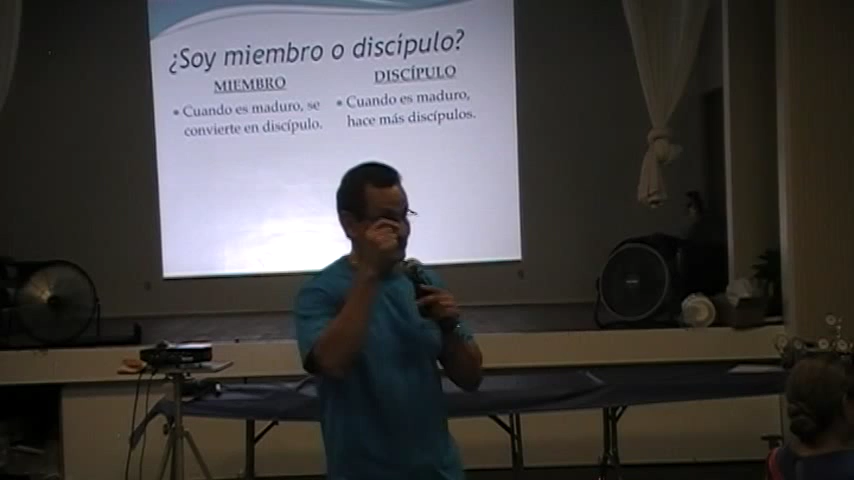 ¿Soy miembro o discípulo?
MIEMBRO
• Cuando es maduro, se
convierte en discípulo.
DISCÍPULO
• Cuando es maduro,
hace más discípulos.